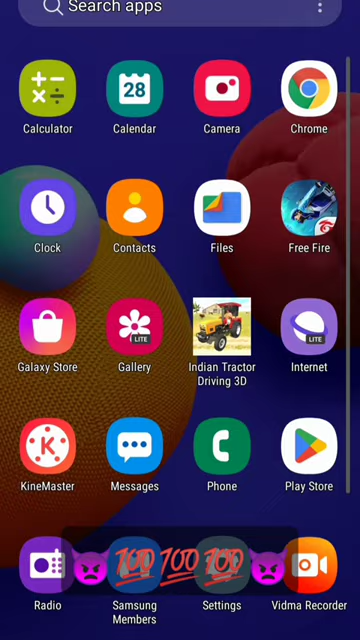 Search apps
28
Calculator
Calendar
Camera
Chrome
Clock
Contacts
Files
Free Fire
LITE
LITE
Galaxy Store
Gallery
Indian Tractor
Driving 3D
Internet
K
KineMaster
Messages
Phone
Play Store
😈💯💯💯😈
Radio
Samsung
Members
Settings
Vidma Recorder